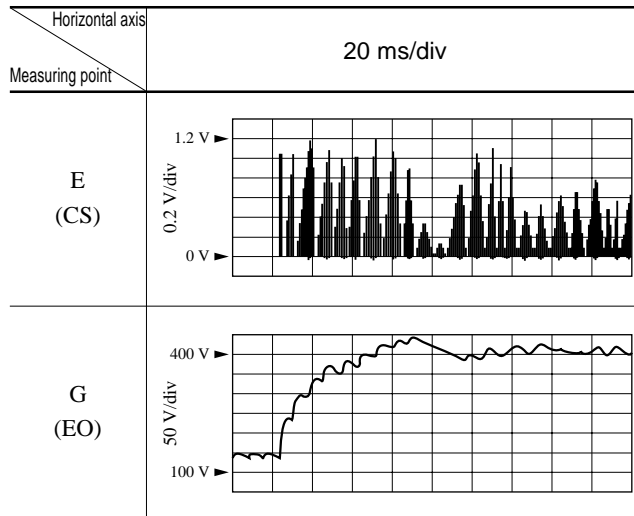 Horizontal axis
Measuring point
20 ms/div
E
(CS)
0.2 V/div
1.2 V
0 V
G
(EO)
50 V/div
400 V
100 V